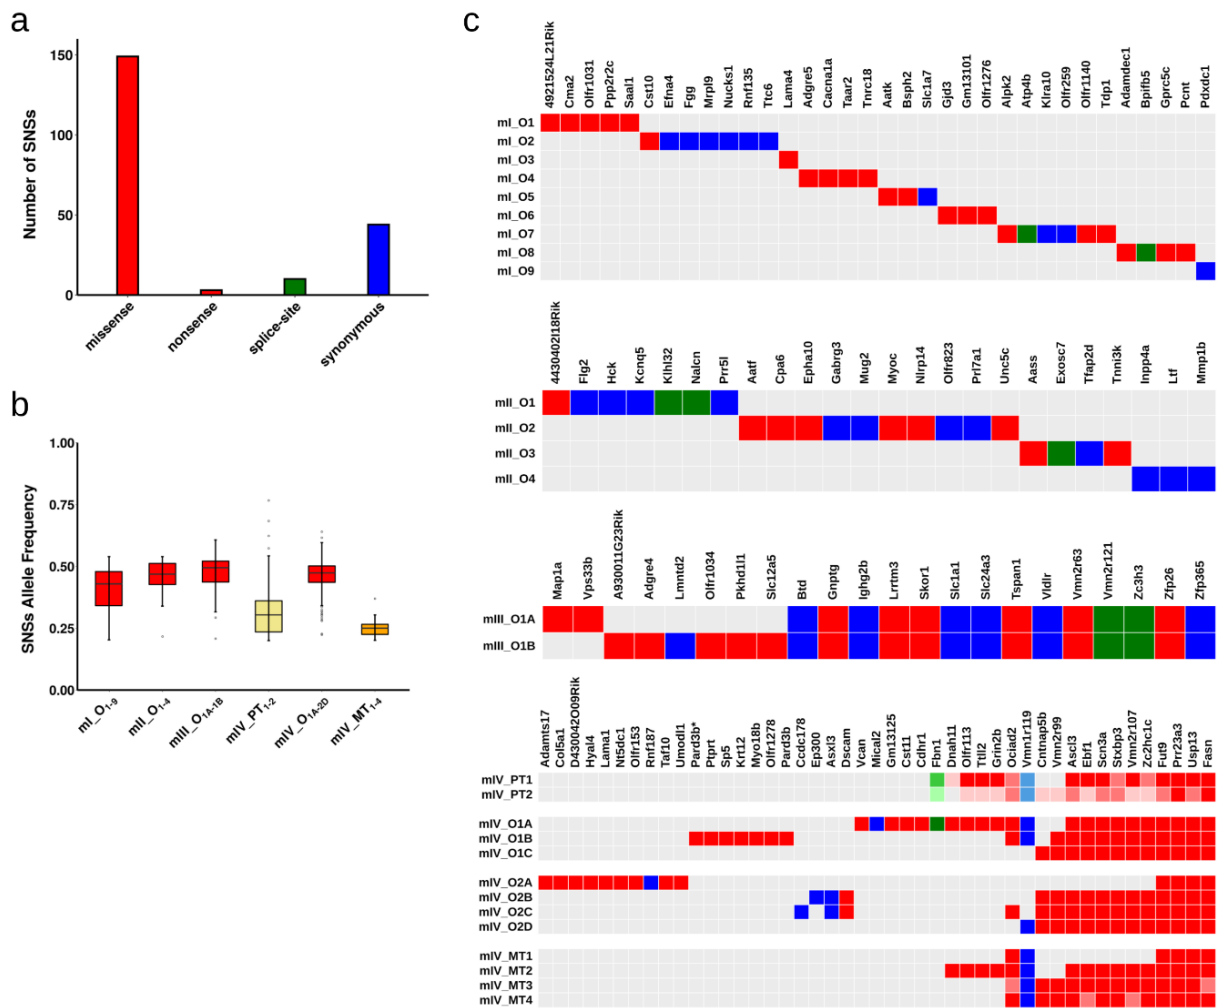 a
Number of SNSs
150
100
50
0
missense
nonsense
splice-site
synonymous
b
SNSs Allele Frequency
1.00
0.75
0.50
0.25
0.00
mI_O1-9
mII_O1-4
mIII_O1A-1B
mIV_PT1-2
mIV_O1A-2D
mIV_MT1-4
c
4921524L21Rik
Cma2
Olfr1031
Ppp2r2c
Saal1
Cst10
Efna4
Fgg
Mrpl9
Nucks1
Rnf135
Ttc6
Lama4
Adgre5
Cacna1a
Taar2
Tnrc18
Aatk
Bsph2
Slc1a7
Gjd3
Gm13101
Olfr1276
Alpk2
Atp4b
Klra10
Olfr259
Olfr1140
Tdp1
Adamdec1
Bpifb5
Gprc5c
Pcnt
Pdxdc1
mI_O1
mI_O2
mI_O3
mI_O4
mI_O5
mI_O6
mI_O7
mI_O8
mI_O9
4430402I18Rik
Flg2
Hck
Kcnq5
Klhl32
Nalcn
Prr5l
Aatf
Cpa6
Epha10
Gabrg3
Mug2
Myoc
Nlrp14
Olfr823
Prl7a1
Unc5c
Aass
Exosc7
Tfap2d
Tnni3k
Inpp4a
Ltf
Mmp1b
mII_O1
mII_O2
mII_O3
mII_O4
Map1a
Vps33b
A930011G23Rik
Adgre4
Lmntd2
Olfr1034
Pkhd1l1
Slc12a5
Btd
Gnptg
Ighg2b
Lrrtm3
Skor1
Slc1a1
Slc24a3
Tspan1
Vldlr
Vmn2r63
Vmn2r121
Zc3h3
Zfp26
Zfp365
mIII_O1A
mIII_O1B
Adamts17
Col5a1
D430042O09Rik
Hyal4
Lama1
Nt5dc1
Olfr153
Rnf187
Taf10
Umodl1
Pard3b*
Ptprt
Sp5
Krt12
Myo18b
Olfr1278
Pard3b
Ccdc178
Ep300
Asxl3
Dscam
Vcan
Mical2
Gm13125
Cst11
Cdhr1
Fbn1
Dnah11
Olfr113
Ttll2
Grin2b
Ociad2
Vmn1r119
Cntnap5b
Vmn2r99
Ascl3
Ebf1
Scn3a
Stxbp3
Vmn2r107
Zc2hc1c
Fut9
Prr23a3
Usp13
Fasn
mIV_PT1
mIV_PT2
mIV_O1A
mIV_O1B
mIV_O1C
mIV_O2A
mIV_O2B
mIV_O2C
mIV_O2D
mIV_MT1
mIV_MT2
mIV_MT3
mIV_MT4